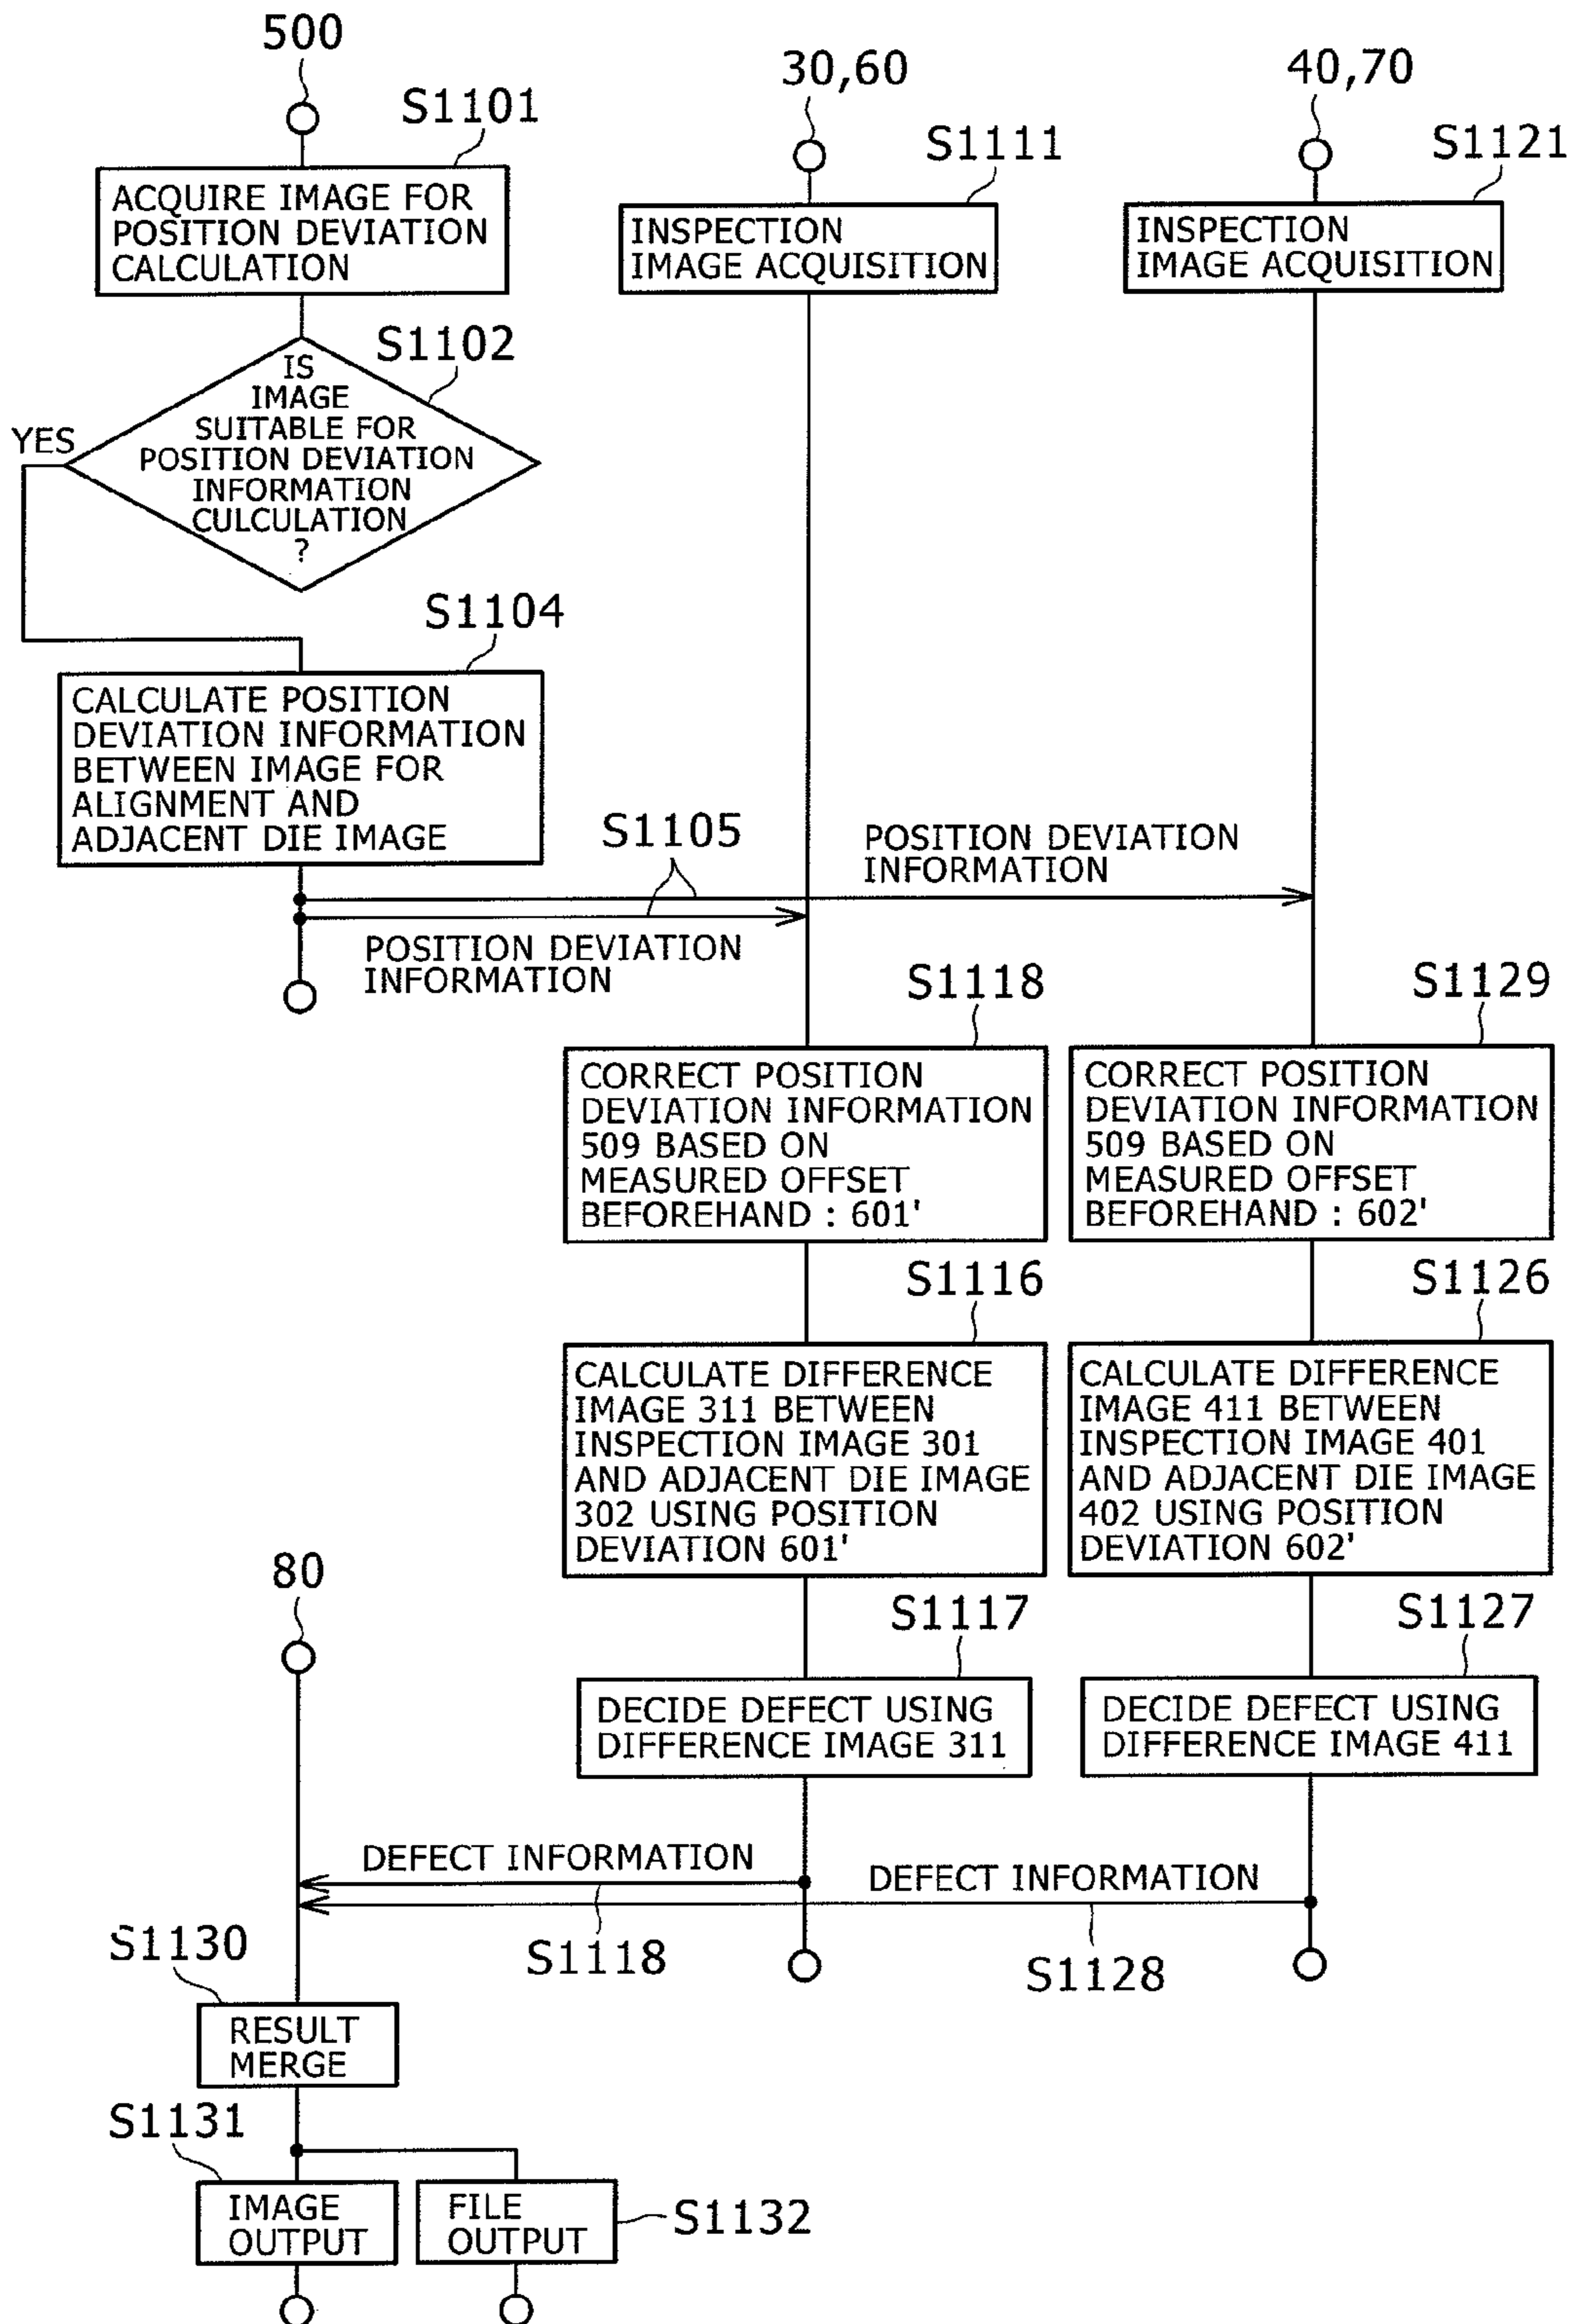 500
S1101
ACQUIRE IMAGE FOR
POSITION DEVIATION
CALCULATION
S1102
IS
IMAGE
SUITABLE FOR
POSITION DEVIATION
INFORMATION
CULCULATION
?
YES
S1104
CALCULATE POSITION
DEVIATION INFORMATION
BETWEEN IMAGE FOR
ALIGNMENT AND
ADJACENT DIE IMAGE
S1105
POSITION DEVIATION
INFORMATION
POSITION DEVIATION
INFORMATION
30,60
S1111
INSPECTION
IMAGE ACQUISITION
S1118
CORRECT POSITION
DEVIATION INFORMATION
509 BASED ON
MEASURED OFFSET
BEFOREHAND : 601'
S1116
CALCULATE DIFFERENCE
IMAGE 311 BETWEEN
INSPECTION IMAGE 301
AND ADJACENT DIE IMAGE
302 USING POSITION
DEVIATION 601'
S1117
DECIDE DEFECT USING
DIFFERENCE IMAGE 311
40,70
S1121
INSPECTION
IMAGE ACQUISITION
S1129
CORRECT POSITION
DEVIATION INFORMATION
509 BASED ON
MEASURED OFFSET
BEFOREHAND : 602'
S1126
CALCULATE DIFFERENCE
IMAGE 411 BETWEEN
INSPECTION IMAGE 401
AND ADJACENT DIE IMAGE
402 USING POSITION
DEVIATION 602'
S1127
DECIDE DEFECT USING
DIFFERENCE IMAGE 411
80
DEFECT INFORMATION
DEFECT INFORMATION
S1118
S1128
S1130
RESULT
MERGE
S1131
IMAGE
OUTPUT
FILE
OUTPUT
S1132